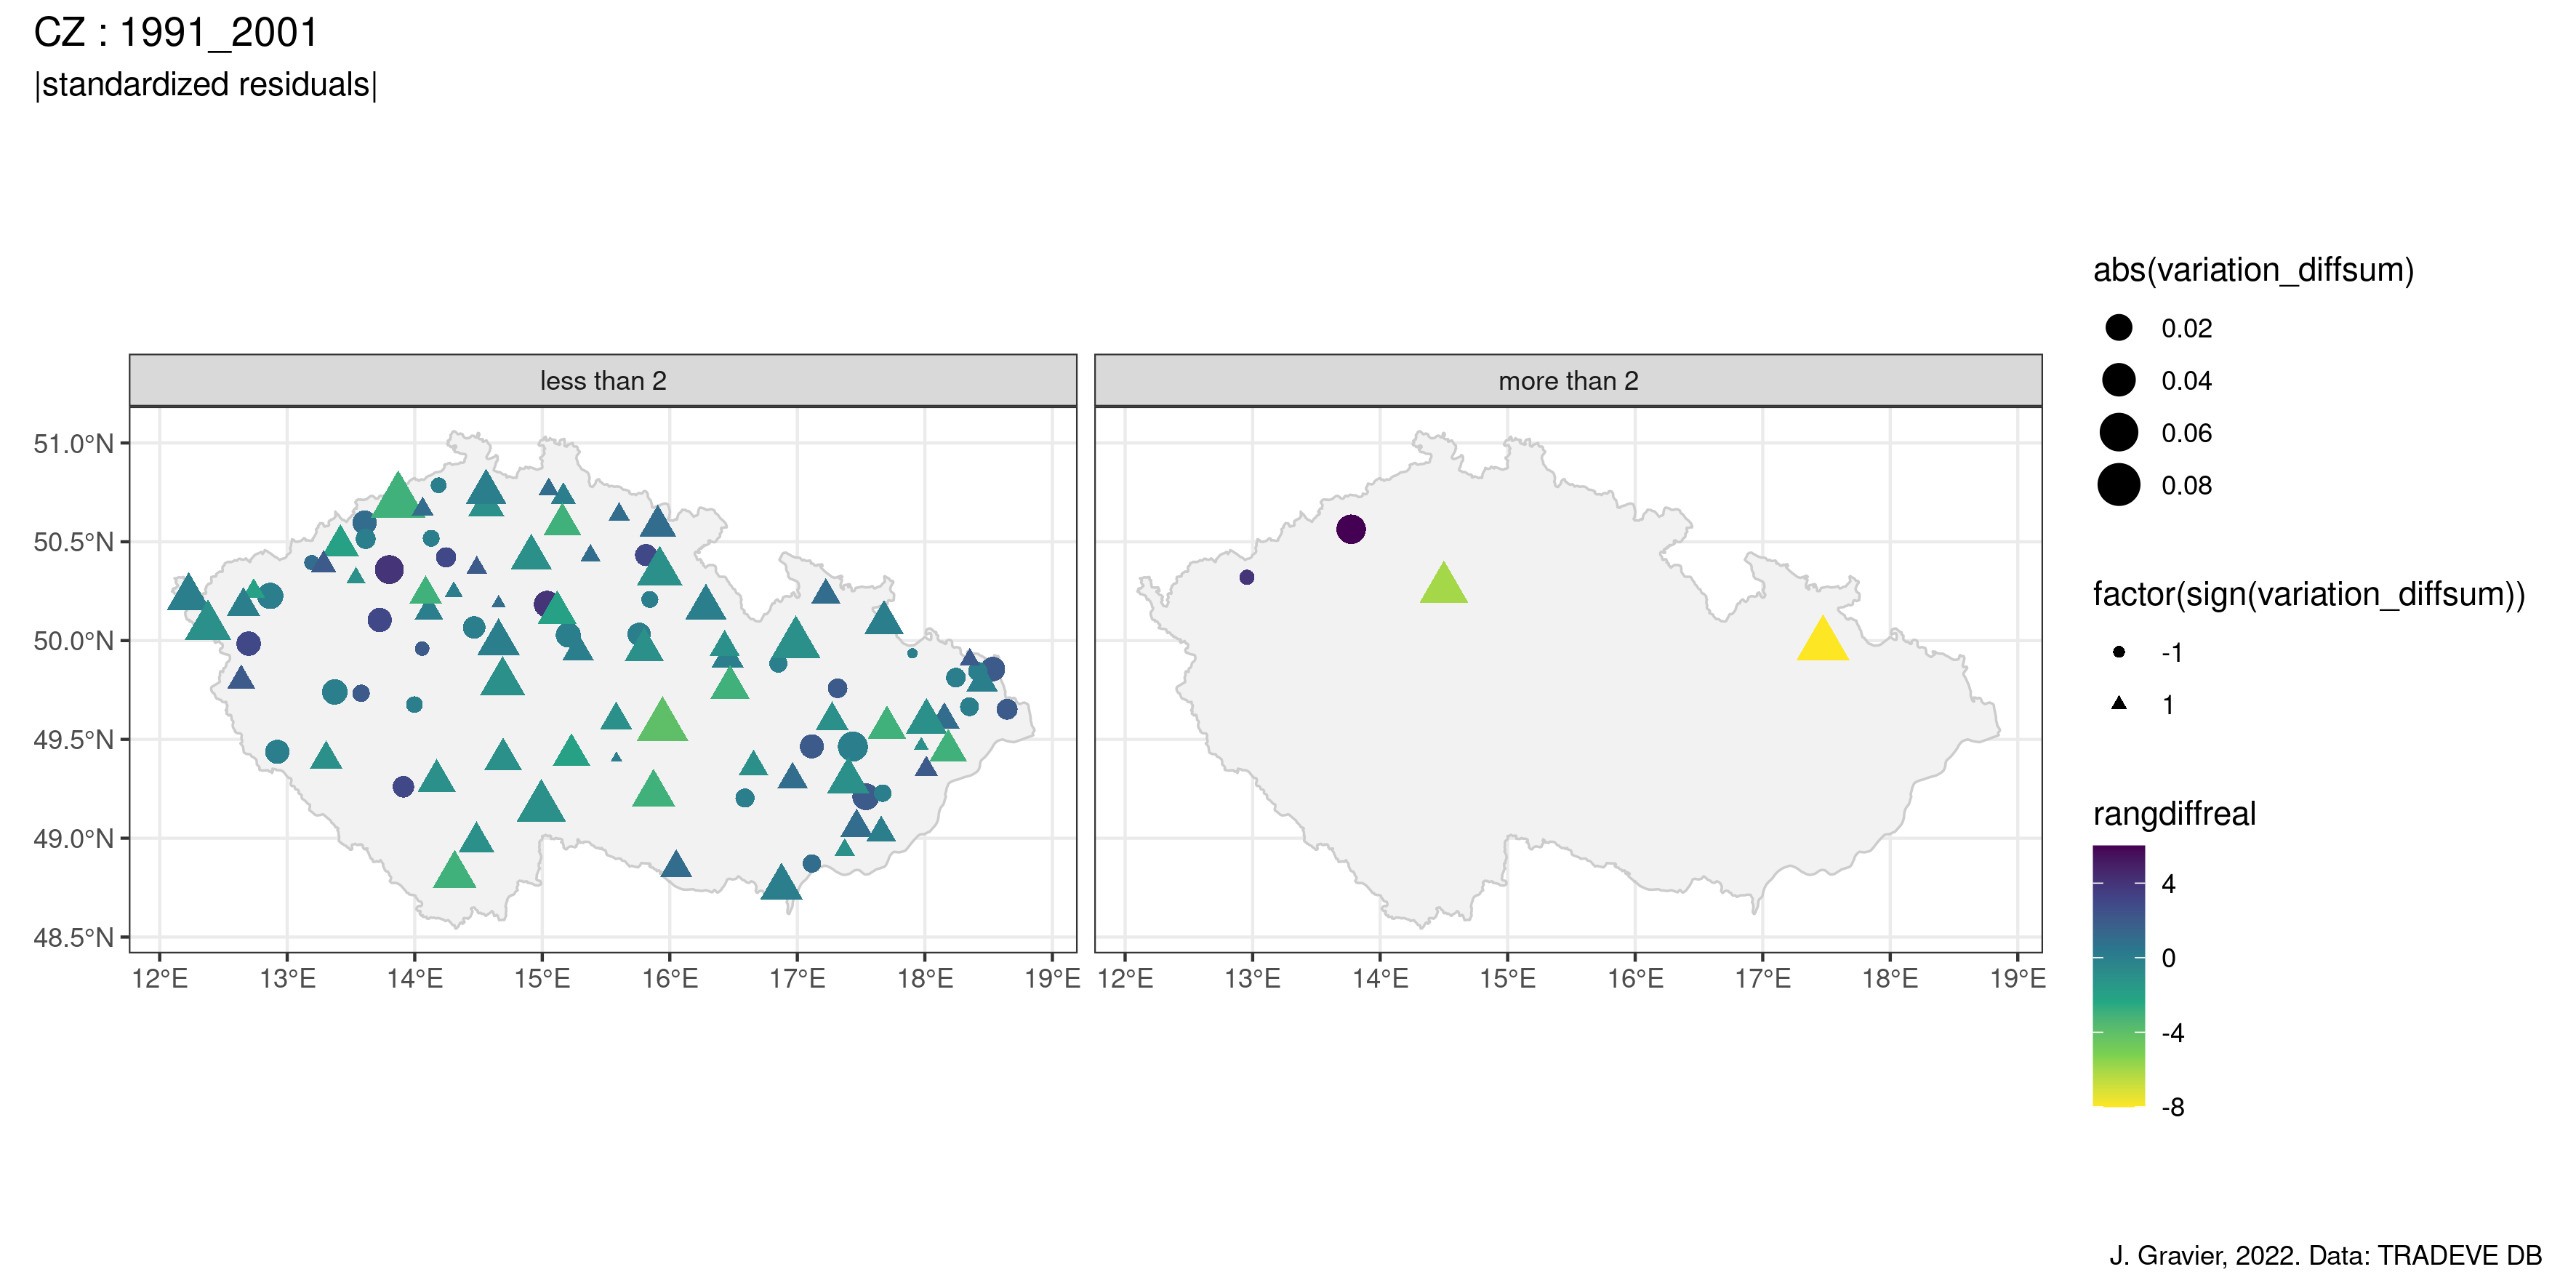 CZ : 1991_2001
|standardized residuals|
less than 2
more than 2
51.0°N
50.5°N
50.0°N
49.5°N
49.0°N
48.5°N
12°E 13°E 14°E 15°E 16°E 17°E 18°E 19°E
12°E 13°E 14°E 15°E 16°E 17°E 18°E 19°E
abs(variation_diffsum)
0.02
0.04
0.06
0.08
factor(sign(variation_diffsum))
-1
1
rangdiffreal
4
0
-4
-8
J. Gravier, 2022. Data: TRADEVE DB